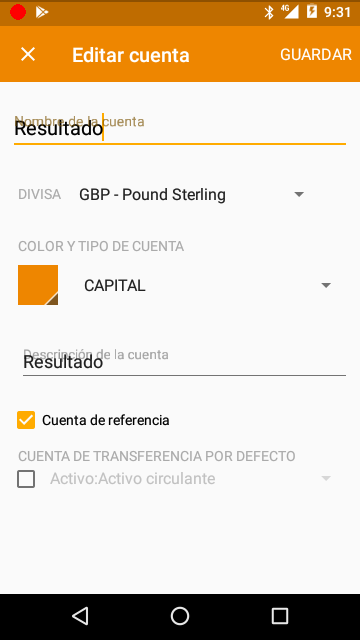 4G 9:31
Editar cuenta GUARDAR
Nombre de la cuenta
Resultado
DIVISA GBP - Pound Sterling
COLOR Y TIPO DE CUENTA
CAPITAL
Descripción de la cuenta
Resultado
Cuenta de referencia
CUENTA DE TRANSFERENCIA POR DEFECTO
Activo:Activo circulante